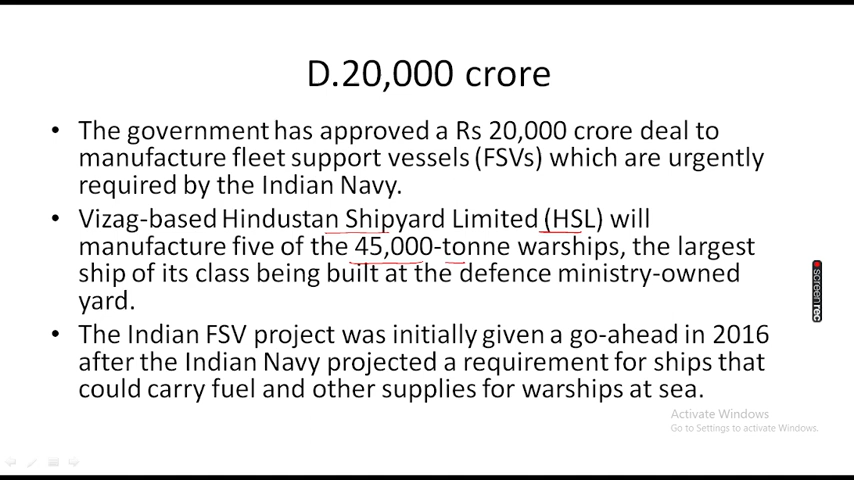 D.20,000 crore
• The government has approved a Rs 20,000 crore deal to
manufacture fleet support vessels (FSVs) which are urgently
required by the Indian Navy.
• Vizag-based Hindustan Shipyard Limited (HSL) will
manufacture five of the 45,000-tonne warships, the largest
ship of its class being built at the defence ministry-owned
yard.
• The Indian FSV project was initially given a go-ahead in 2016
after the Indian Navy projected a requirement for ships that
could carry fuel and other supplies for warships at sea.
screenrec
Activate Windows
Go to Settings to activate Windows.